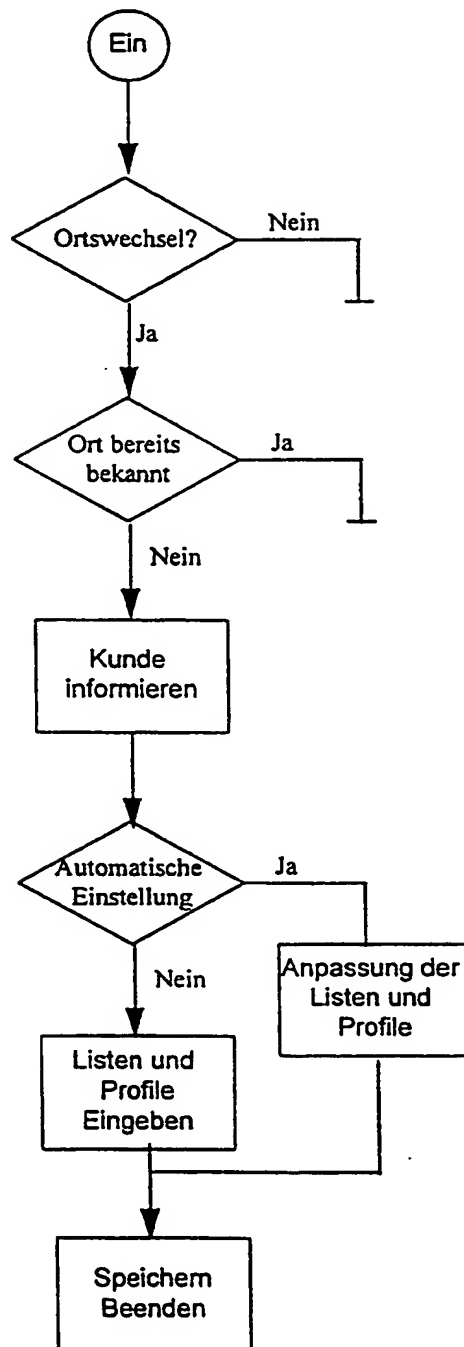 Ein
Ortswechsel?
Nein
Ja
Ort bereits
bekannt
Ja
Nein
Kunde
informieren
Automatische
Einstellung
Ja
Nein
Anpassung der
Listen und
Profile
Listen und
Profile
Eingeben
Speichern
Beenden